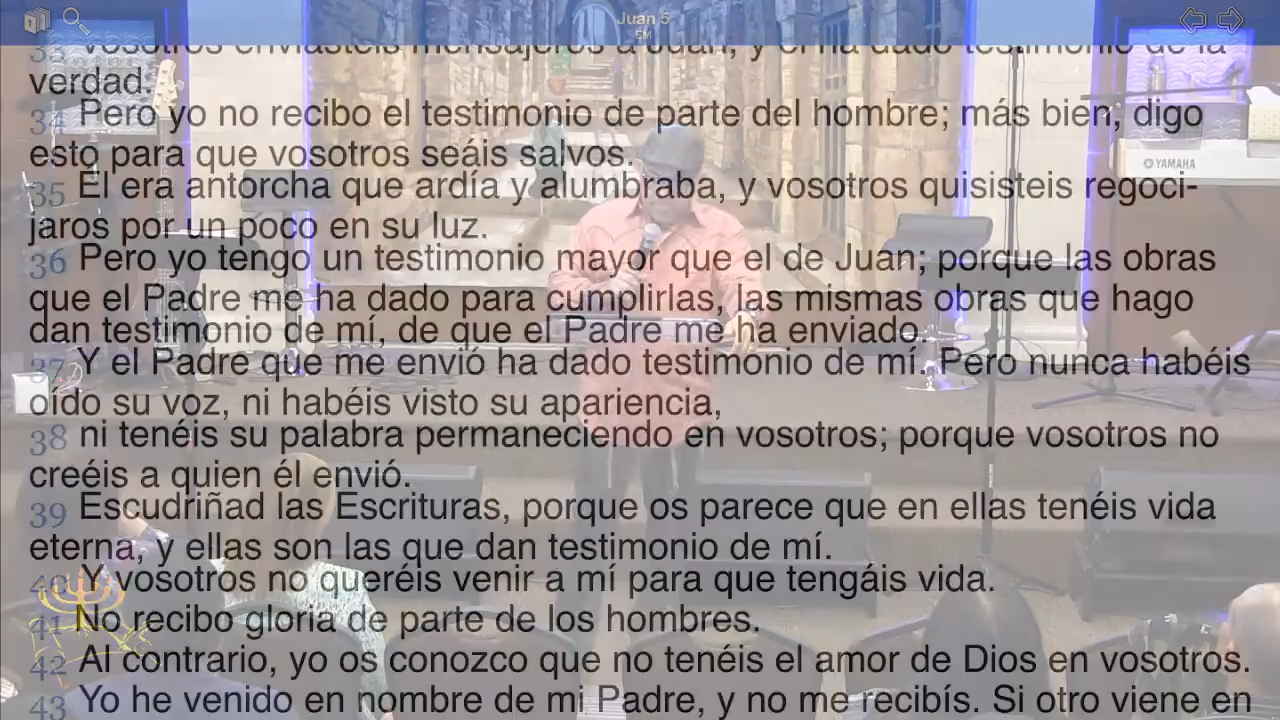 Juan 5
EM
33 vosotros enviasteis mensajeros a Juan, y él ha dado testimonio de la
verdad.
34 Pero yo no recibo el testimonio de parte del hombre; más bien, digo
esto para que vosotros seáis salvos.
YAMAHA
35 Él era antorcha que ardía y alumbraba, y vosotros quisisteis regoci-
jaros por un poco en su luz.
36 Pero yo tengo un testimonio mayor que el de Juan; porque las obras
que el Padre me ha dado para cumplirlas, las mismas obras que hago
dan testimonio de mí, de que el Padre me ha enviado.
37 Y el Padre que me envió ha dado testimonio de mí. Pero nunca habéis
oído su voz, ni habéis visto su apariencia,
38 ni tenéis su palabra permaneciendo en vosotros; porque vosotros no
creéis a quien él envió.
39 Escudriñad las Escrituras, porque os parece que en ellas tenéis vida
eterna, y ellas son las que dan testimonio de mí.
40 Y vosotros no queréis venir a mí para que tengáis vida.
41 No recibo gloria de parte de los hombres.
42 Al contrario, yo os conozco que no tenéis el amor de Dios en vosotros.
43 Yo he venido en nombre de mi Padre, y no me recibís. Si otro viene en